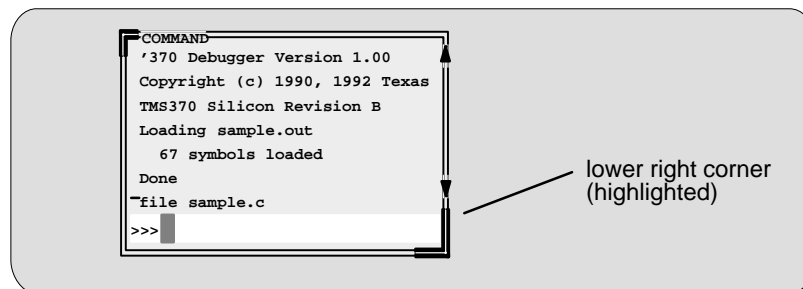 COMMAND
’370 Debugger Version 1.00
Copyright (c) 1990, 1992 Texas
TMS370 Silicon Revision B
Loading sample.out
67 symbols loaded
Done
file sample.c
>>>
lower right corner
(highlighted)